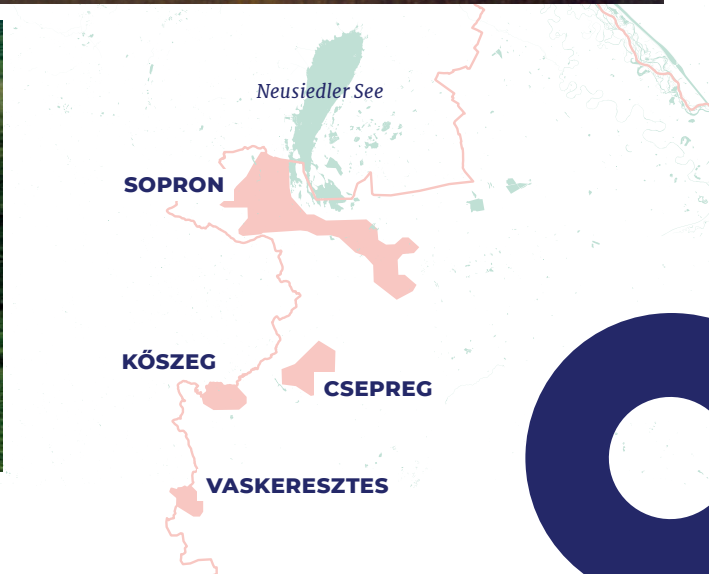 Neusiedler See
SOPRON
KŐSZEG
CSEPREG
VASKERESZTES